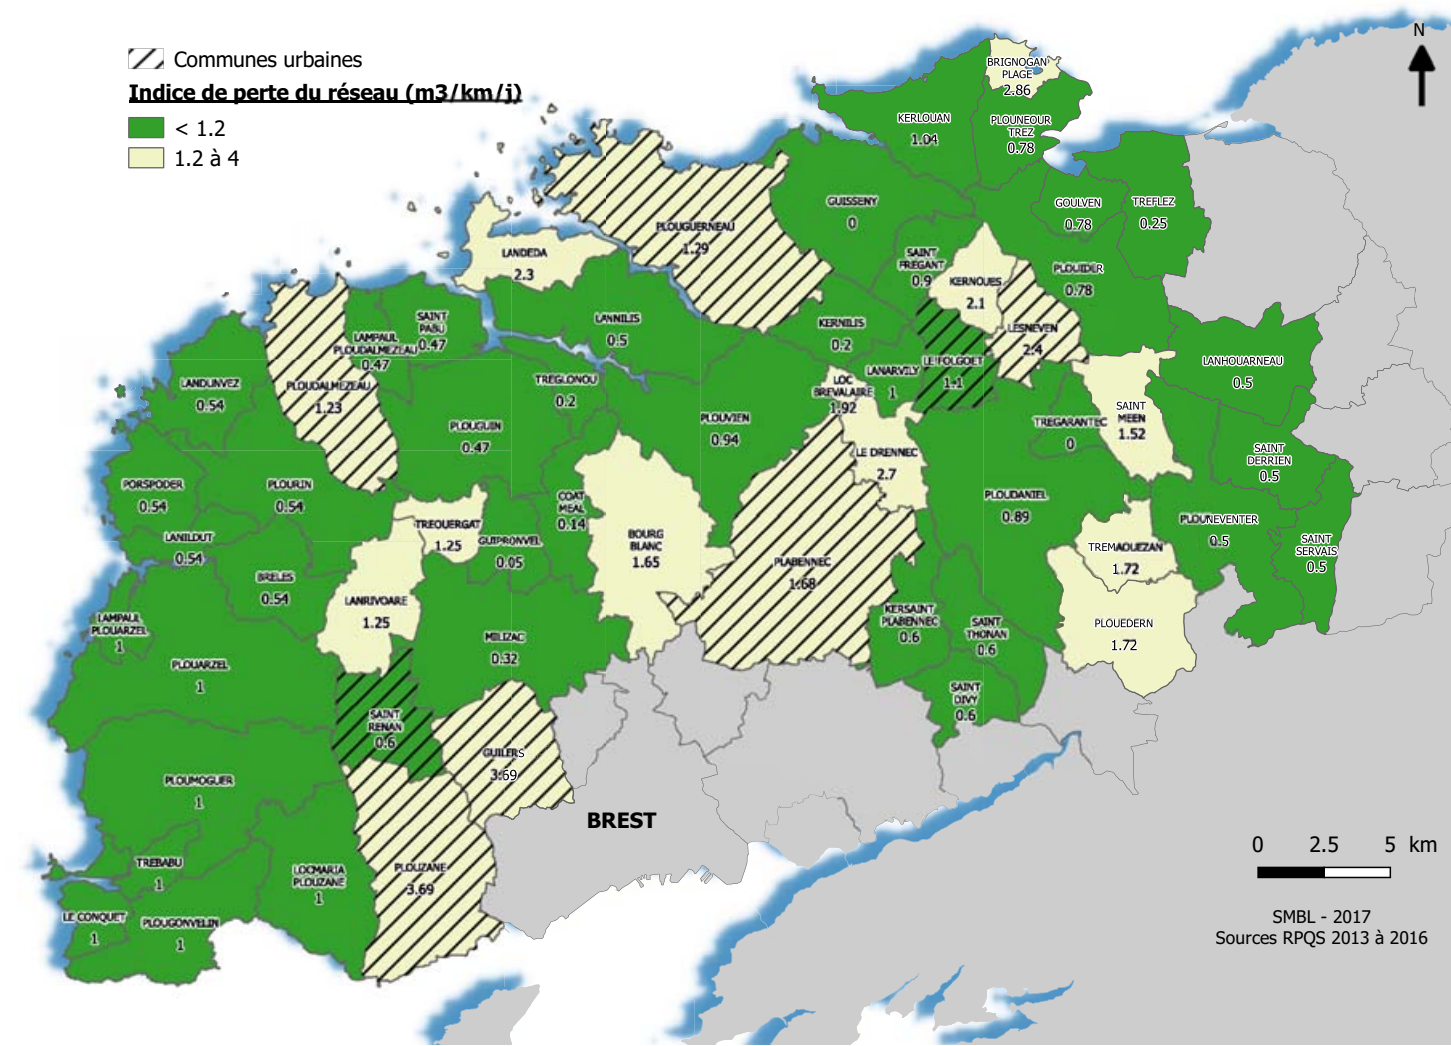 N
Communes urbaines
Indice de perte du réseau (m3/km/j)
< 1.2
1.2 à 4
BRIGNOGAN
PLAGE
2.86
KERLOUAN
1.04
PLOUNEOUR
TREZ
0.78
GUISSENY
0
GOULVEN
0.78
TREFLEZ
0.25
PLOUGUERNEAU
1.29
LANDEDA
2.3
SAINT
FREGANT
0.9
KERNOUES
2.1
PLOUIDER
0.78
LANNILIS
0.5
KERNILIS
0.2
LESNEVEN
2.4
SAINT
PABU
0.47
LAMPAUL
PLOUDALMEZEAU
0.47
LE FOLGOET
1.1
LANARVILY
1
LANHOUARNEAU
0.5
LANDUNVEZ
0.54
PLOUDALMEZEAU
1.23
TREGLONOU
0.2
LOC
BREVALAIRE
1.92
SAINT
MEEN
1.52
PLOUGUIN
0.47
PLOUVIEN
0.94
TREGARANTEC
0
LE DRENNEC
2.7
SAINT
DERRIEN
0.5
PORSPODER
0.54
PLOURIN
0.54
COAT
MEAL
0.14
PLOUDANIEL
0.89
PLOUNEVENTER
0.5
LANILDUT
0.54
TREOUERGAT
1.25
GUIPRONVEL
0.05
BOURG
BLANC
1.65
PLABENNEC
1.68
TREMAOUEZAN
1.72
SAINT
SERVAIS
0.5
BRELES
0.54
LANRIVOARE
1.25
LAMPAUL
PLOUARZEL
1
KERSAINT
PLABENNEC
0.6
SAINT
THONAN
0.6
PLOUEDERN
1.72
MILIZAC
0.32
PLOUARZEL
1
SAINT
DIVY
0.6
SAINT
RENAN
0.6
GUILERS
3.69
PLOUMOGUER
1
BREST
TREBABU
1
LOCMARIA
PLOUZANE
1
PLOUZANE
3.69
LE CONQUET
1
PLOUGONVELIN
1
0 2.5 5 km
SMBL - 2017
Sources RPQS 2013 à 2016